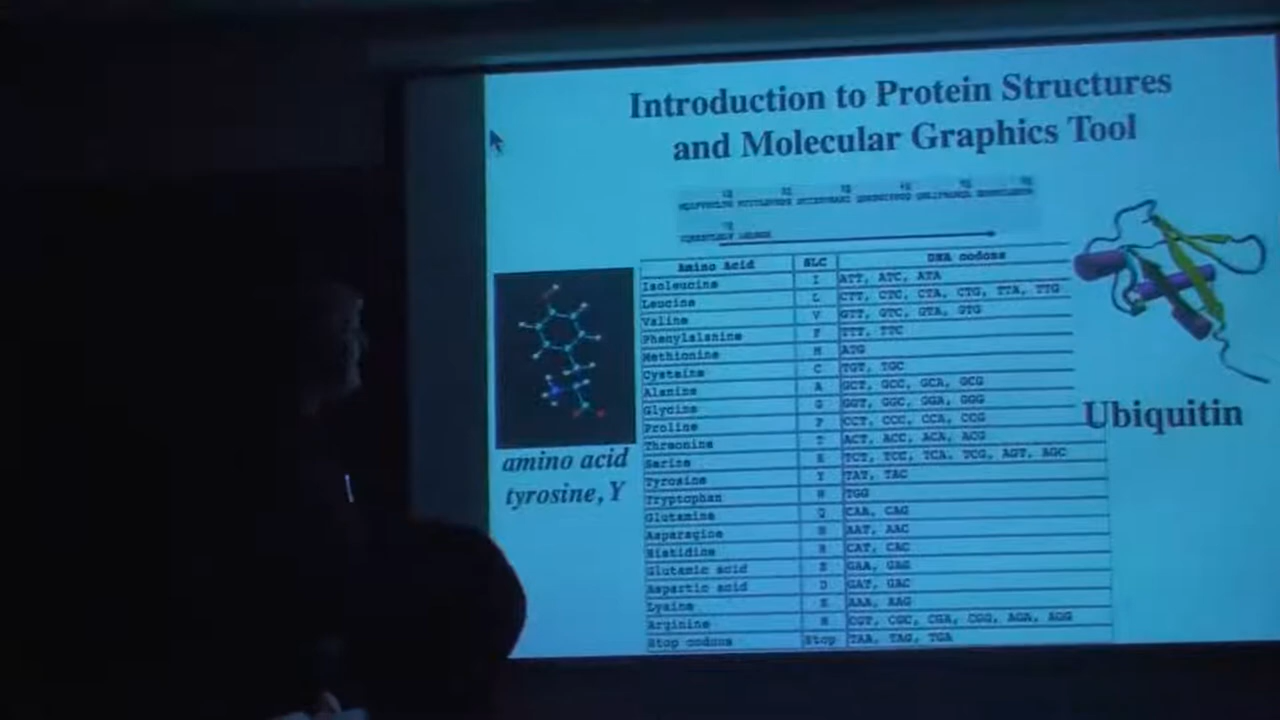 Introduction to Protein Structures
and Molecular Graphics Tool
Amino Acid SLC DNA codons
Isoleucine I ATT, ATC, ATA
Leucine L CTT, CTC, CTA, CTG, TTA, TTG
Valine V GTT, GTC, GTA, GTG
Phenylalanine F TTT, TTC
Methionine M ATG
Cysteine C TGT, TGC
Alanine A GCT, GCC, GCA, GCG
Glycine G GGT, GGC, GGA, GGG
Proline P CCT, CCC, CCA, CCG
Threonine T ACT, ACC, ACA, ACG
Serine S TCT, TCC, TCA, TCG, AGT, AGC
Tyrosine Y TAT, TAC
Tryptophan W TGG
Glutamine Q CAA, CAG
Asparagine N AAT, AAC
Histidine H CAT, CAC
Glutamic acid E GAA, GAG
Aspartic acid D GAT, GAC
Lysine K AAA, AAG
Arginine R CGT, CGC, CGA, CGG, AGA, AGG
Stop codons Stop TAA, TAG, TGA
amino acid
tyrosine, Y
Ubiquitin